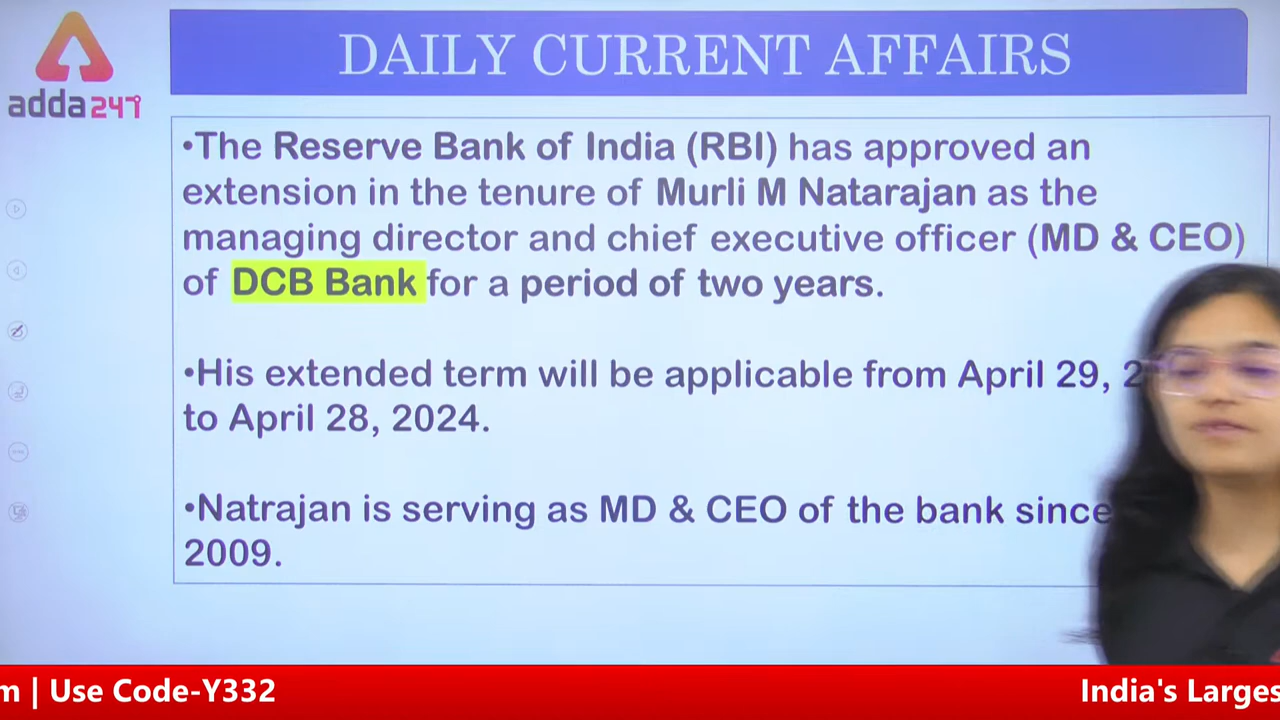 adda247
DAILY CURRENT AFFAIRS
•The Reserve Bank of India (RBI) has approved an
extension in the tenure of Murli M Natarajan as the
managing director and chief executive officer (MD & CEO)
of DCB Bank for a period of two years.
•His extended term will be applicable from April 29, 2
to April 28, 2024.
•Natrajan is serving as MD & CEO of the bank since
2009.
m | Use Code-Y332
India's Larges